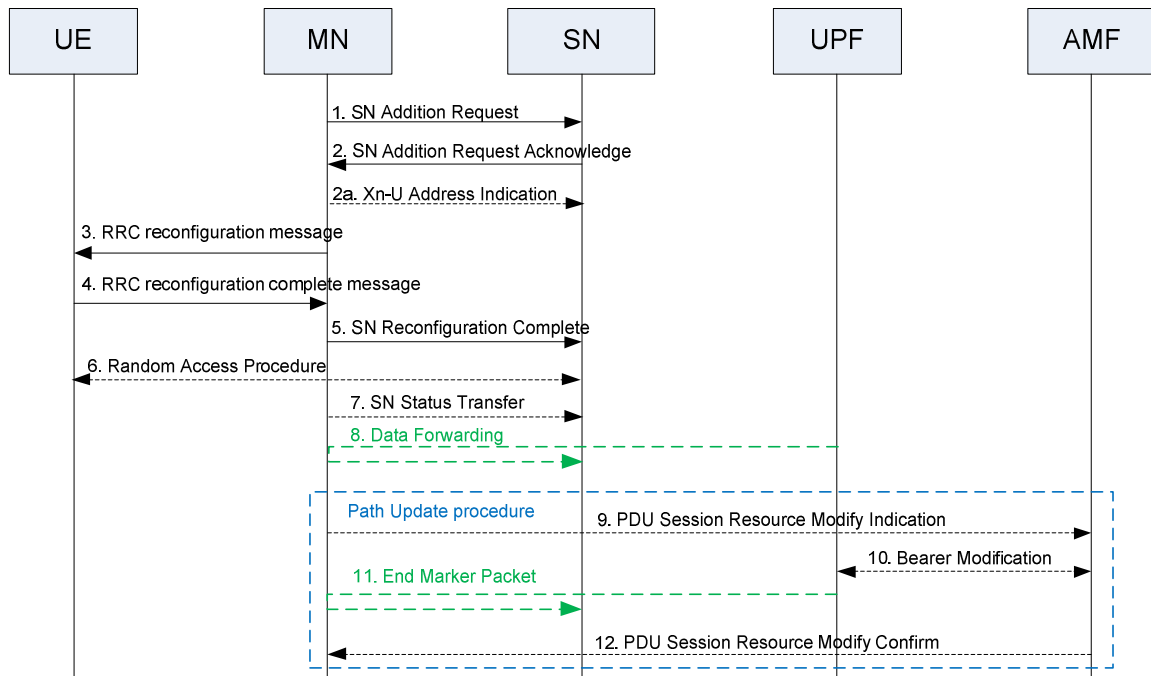 UE
MN
SN
UPF
AMF
1. SN Addition Request
2. SN Addition Request Acknowledge
2a. Xn-U Address Indication
3. RRC reconfiguration message
4. RRC reconfiguration complete message
5. SN Reconfiguration Complete
6. Random Access Procedure
7. SN Status Transfer
8. Data Forwarding
Path Update procedure
9. PDU Session Resource Modify Indication
10. Bearer Modification
11. End Marker Packet
12. PDU Session Resource Modify Confirm